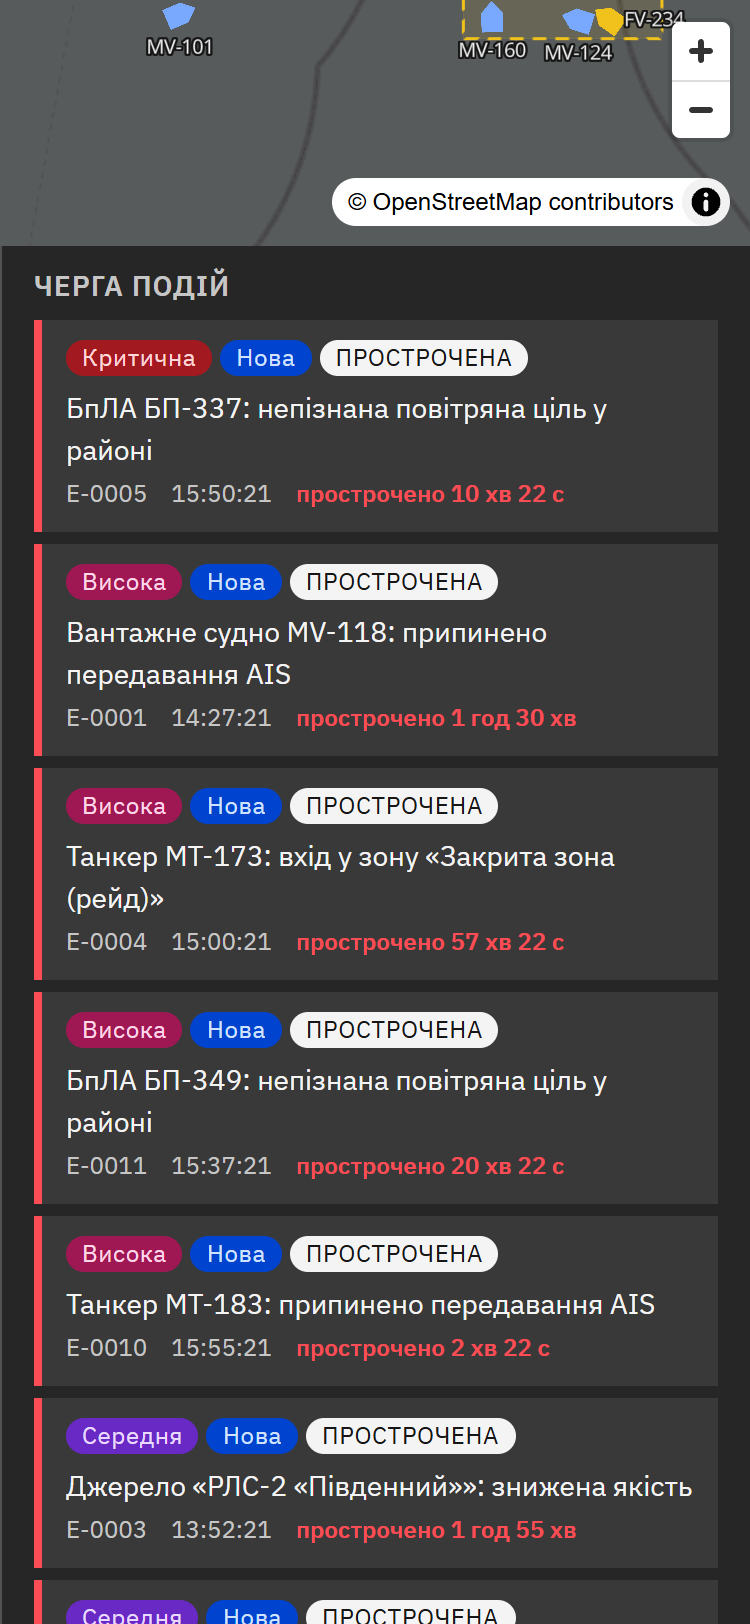 MV-101
MV-160
MV-124
FV-234
+
−
© OpenStreetMap contributors
ЧЕРГА ПОДІЙ
Критична Нова ПРОСТРОЧЕНА
БпЛА БП-337: непізнана повітряна ціль у
районі
E-0005 15:50:21 прострочено 10 хв 22 с
Висока Нова ПРОСТРОЧЕНА
Вантажне судно MV-118: припинено
передавання AIS
E-0001 14:27:21 прострочено 1 год 30 хв
Висока Нова ПРОСТРОЧЕНА
Танкер MT-173: вхід у зону «Закрита зона
(рейд)»
E-0004 15:00:21 прострочено 57 хв 22 с
Висока Нова ПРОСТРОЧЕНА
БпЛА БП-349: непізнана повітряна ціль у
районі
E-0011 15:37:21 прострочено 20 хв 22 с
Висока Нова ПРОСТРОЧЕНА
Танкер MT-183: припинено передавання AIS
E-0010 15:55:21 прострочено 2 хв 22 с
Середня Нова ПРОСТРОЧЕНА
Джерело «РЛС-2 «Південний»»: знижена якість
E-0003 13:52:21 прострочено 1 год 55 хв
Середня Нова ПРОСТРОЧЕНА